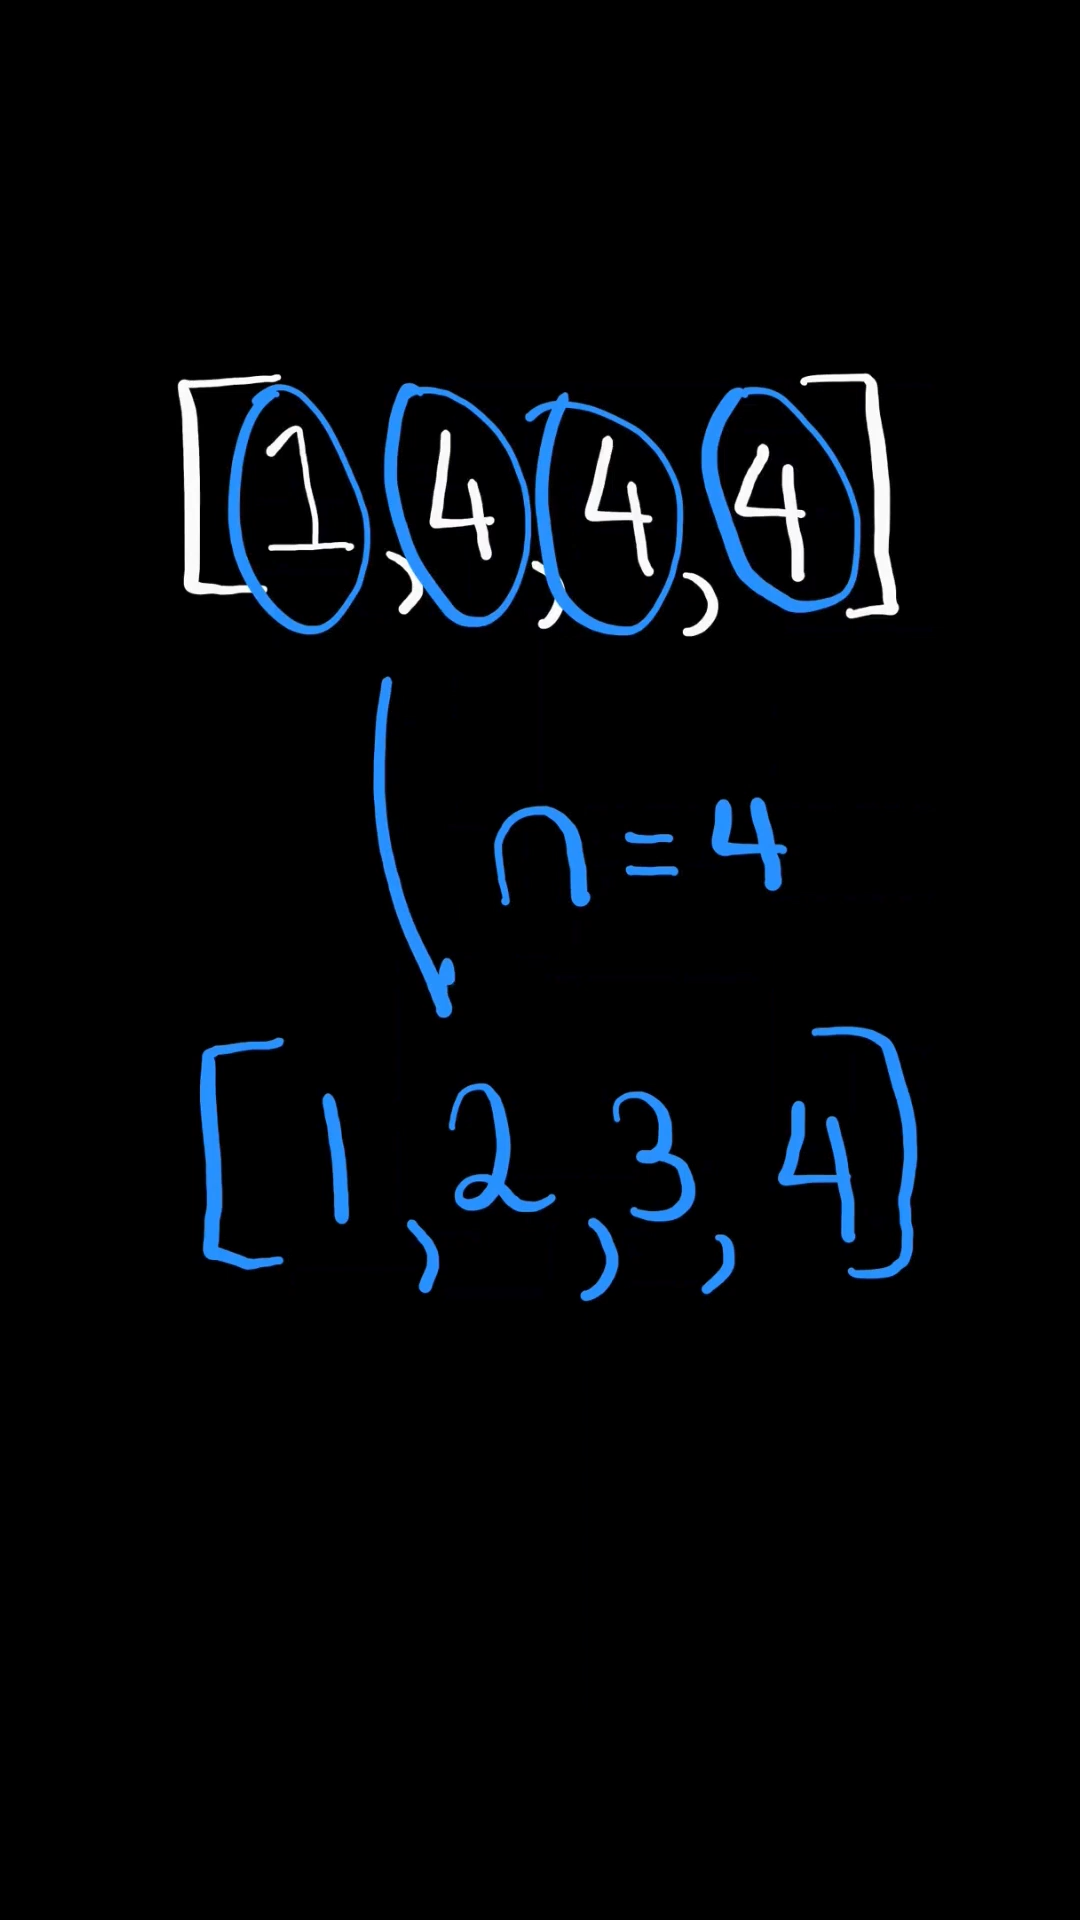 [1, 4, 4, 4]
n = 4
[1, 2, 3, 4]